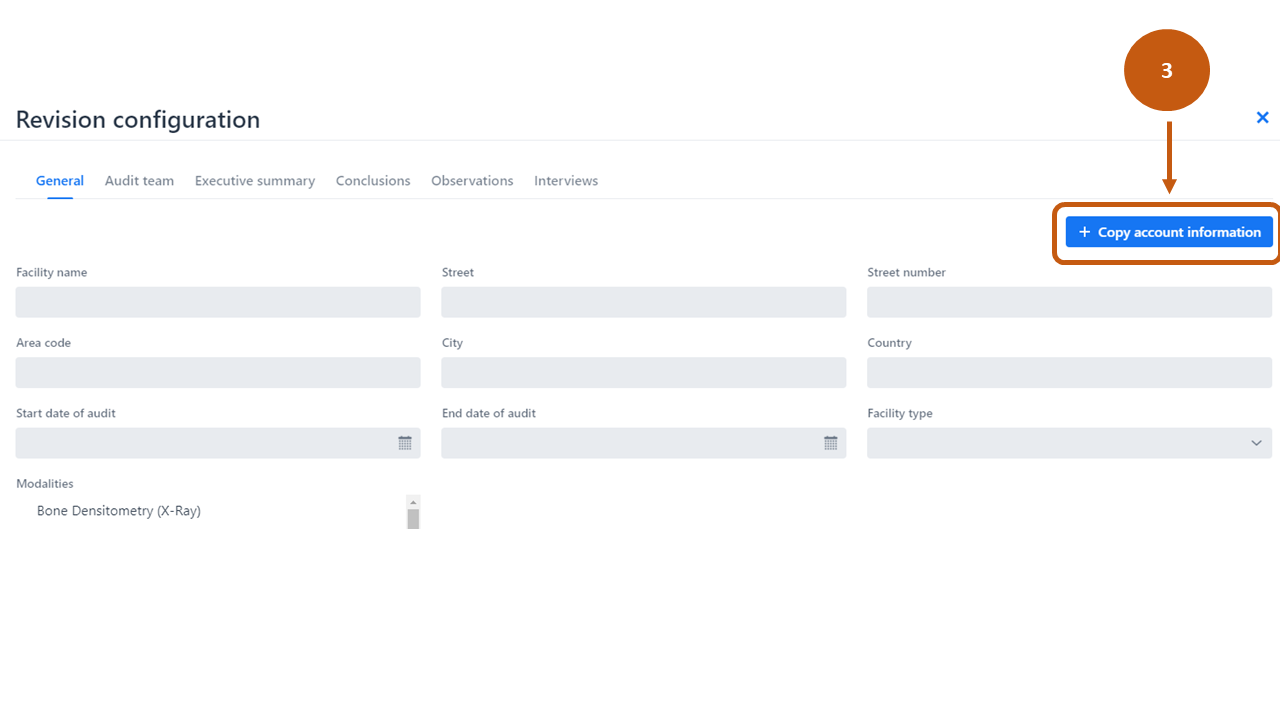 3
Revision configuration
General Audit team Executive summary Conclusions Observations Interviews
+ Copy account information
Facility name Street Street number
Area code City Country
Start date of audit End date of audit Facility type
Modalities
Bone Densitometry (X-Ray)